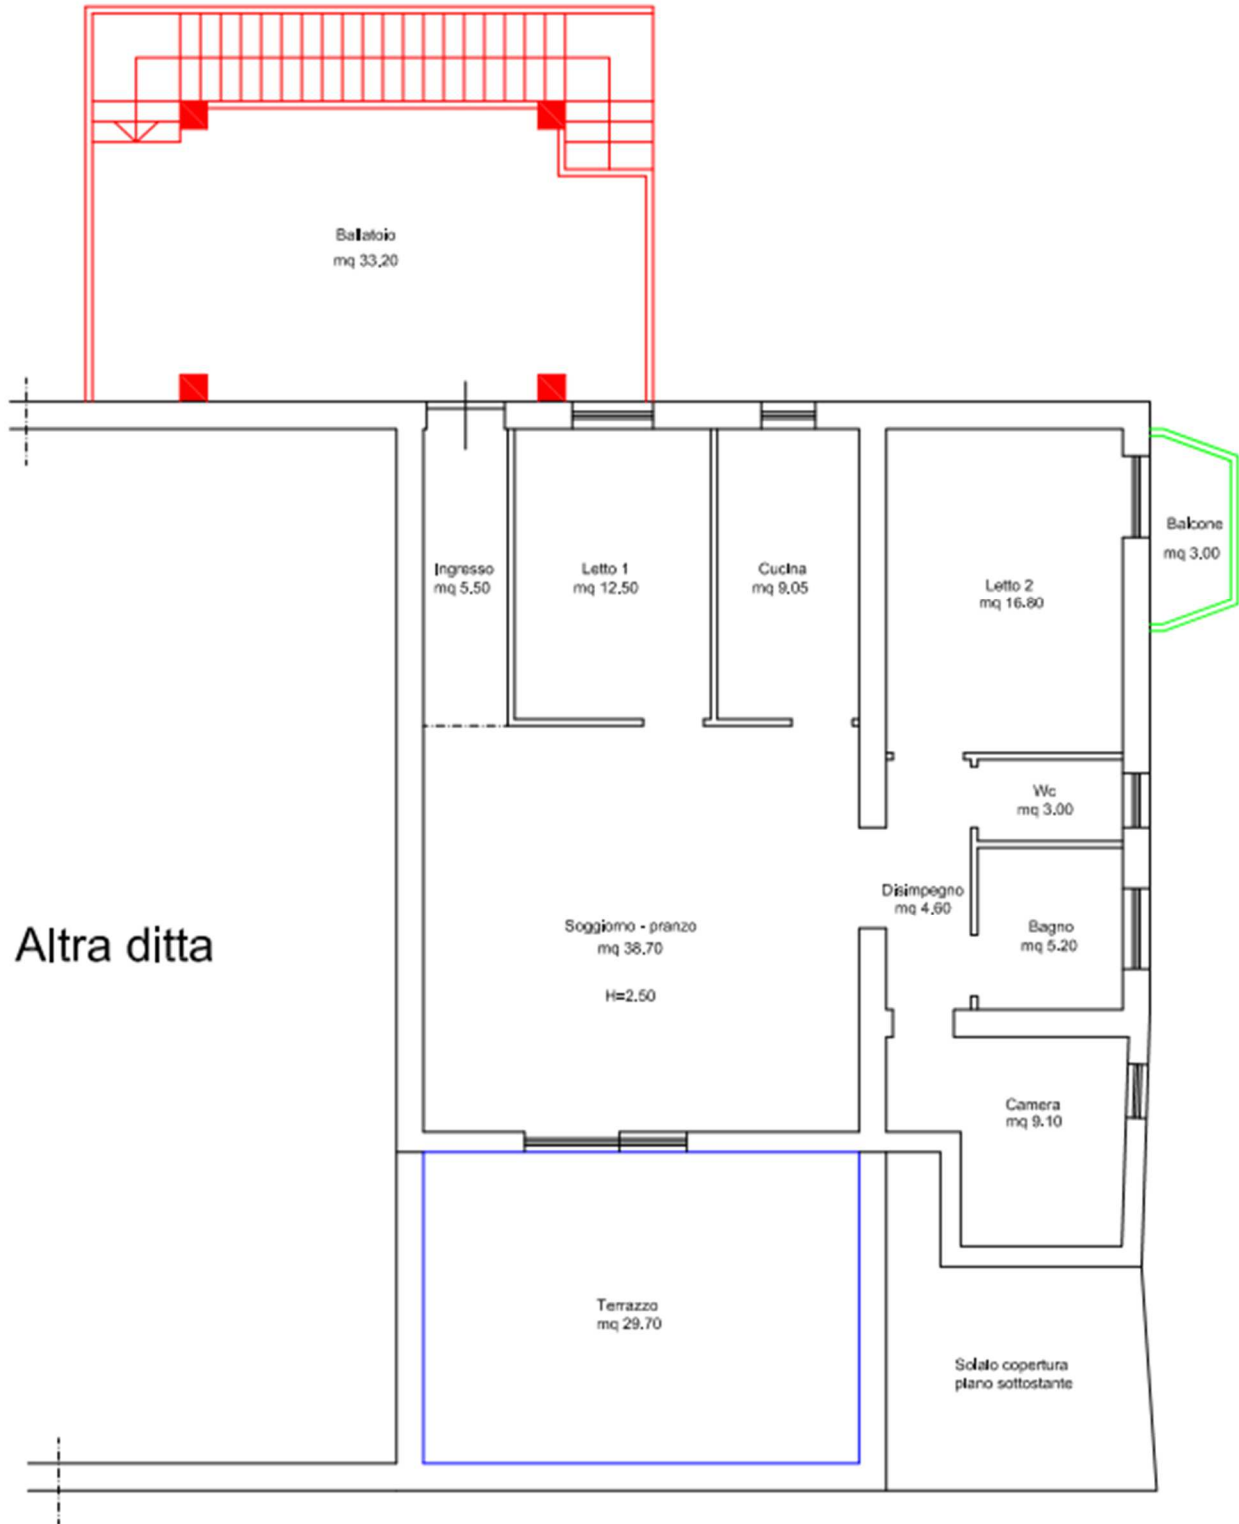 Ballatoio
mq 33,20
Balcone
mq 3.00
Ingresso
mq 5.50
Letto 1
mq 12.50
Cucina
mq 9.05
Letto 2
mq 16.80
Wc
mq 3.00
Disimpegno
mq 4.60
Altra ditta
Soggiorno - pranzo
mq 38.70
H=2.50
Bagno
mq 5.20
Camera
mq 9.10
Terrazzo
mq 29.70
Solaio copertura
piano sottostante